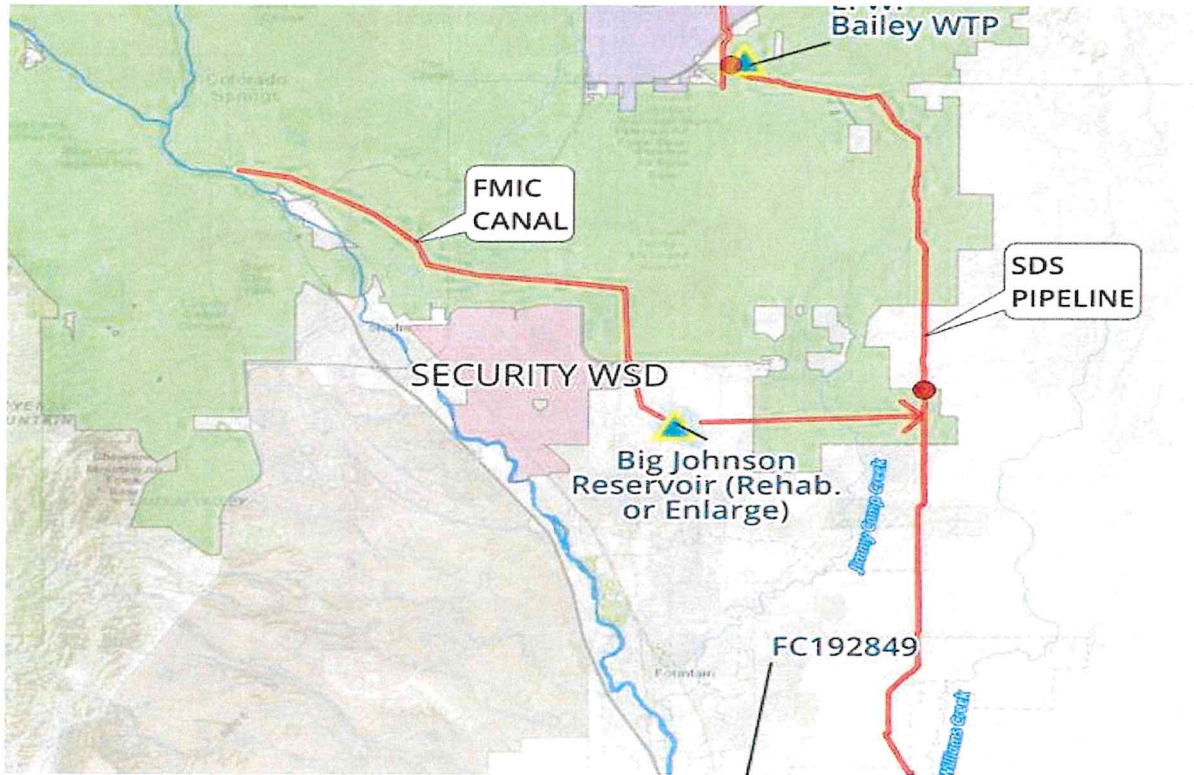 Bailey WTP
Colorado
Springs
FMIC
CANAL
SDS
PIPELINE
SECURITY WSD
Big Johnson
Reservoir (Rehab.
or Enlarge)
Jimmy Camp Creek
FC192849
Fountain
Williams Creek